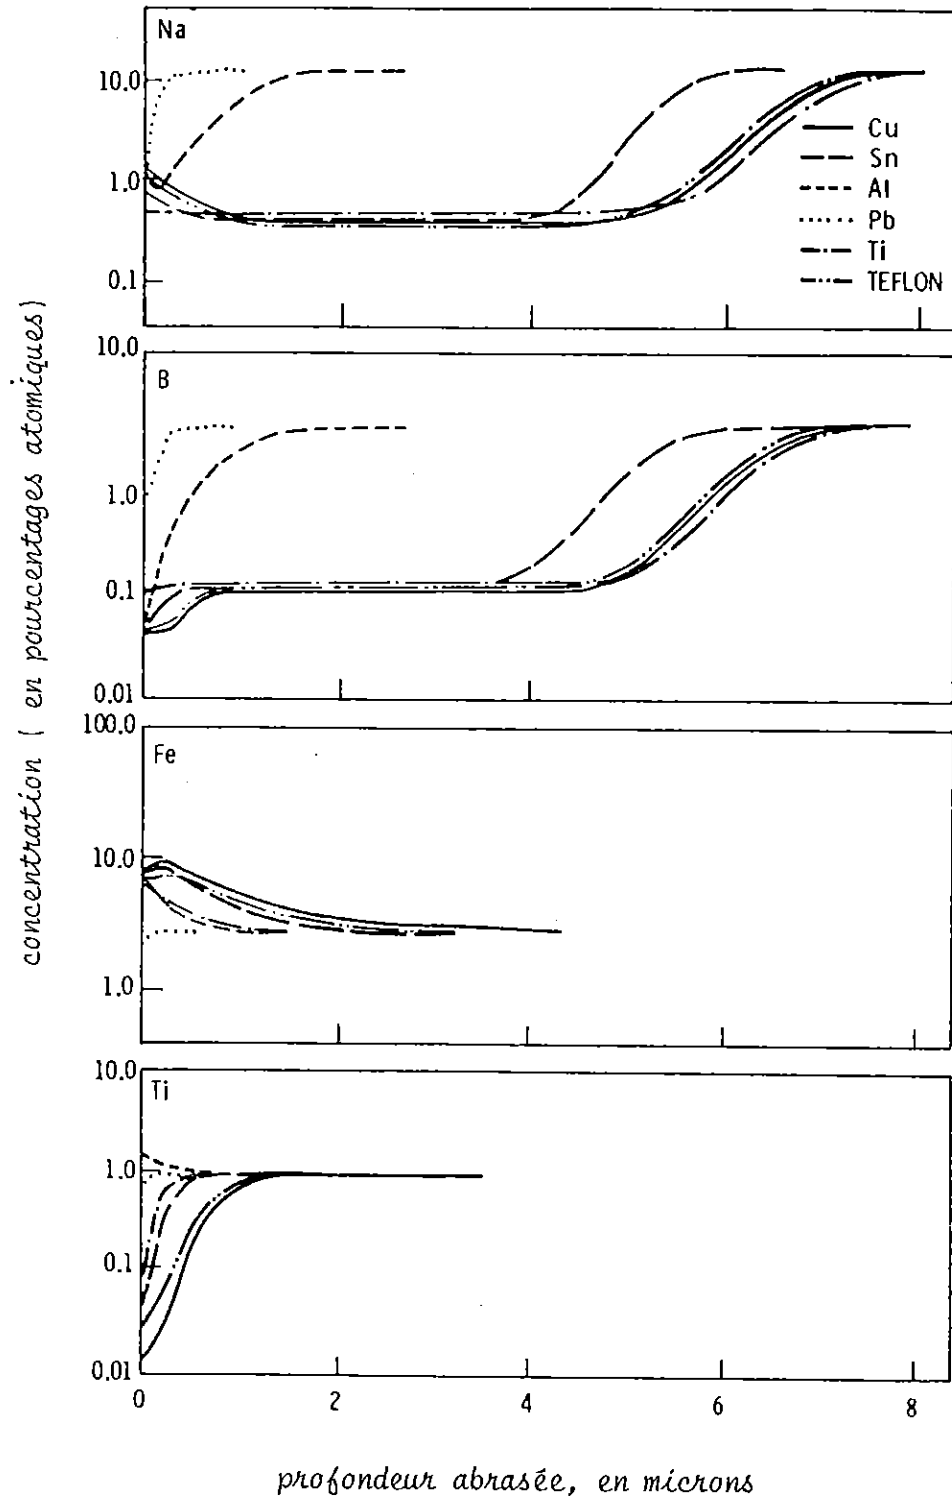 Na
10.0
1.0
0.1
Cu
Sn
Al
Pb
Ti
TEFLON
10.0
B
1.0
0.1
0.01
100.0
Fe
10.0
1.0
10.0
Ti
1.0
0.1
0.01
0 2 4 6 8
concentration ( en pourcentages atomiques)
profondeur abrasée, en microns